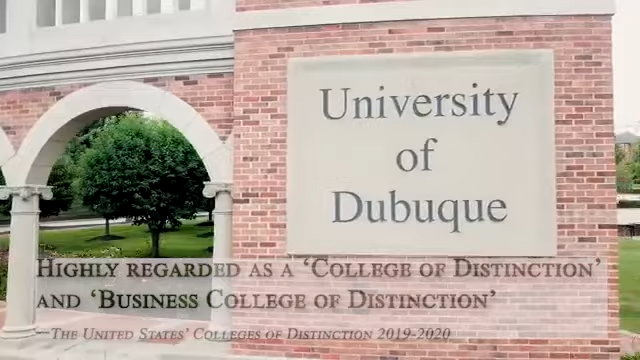 University
of
Dubuque
Highly regarded as a ‘College of Distinction’
and ‘Business College of Distinction’
—The United States’ Colleges of Distinction 2019-2020